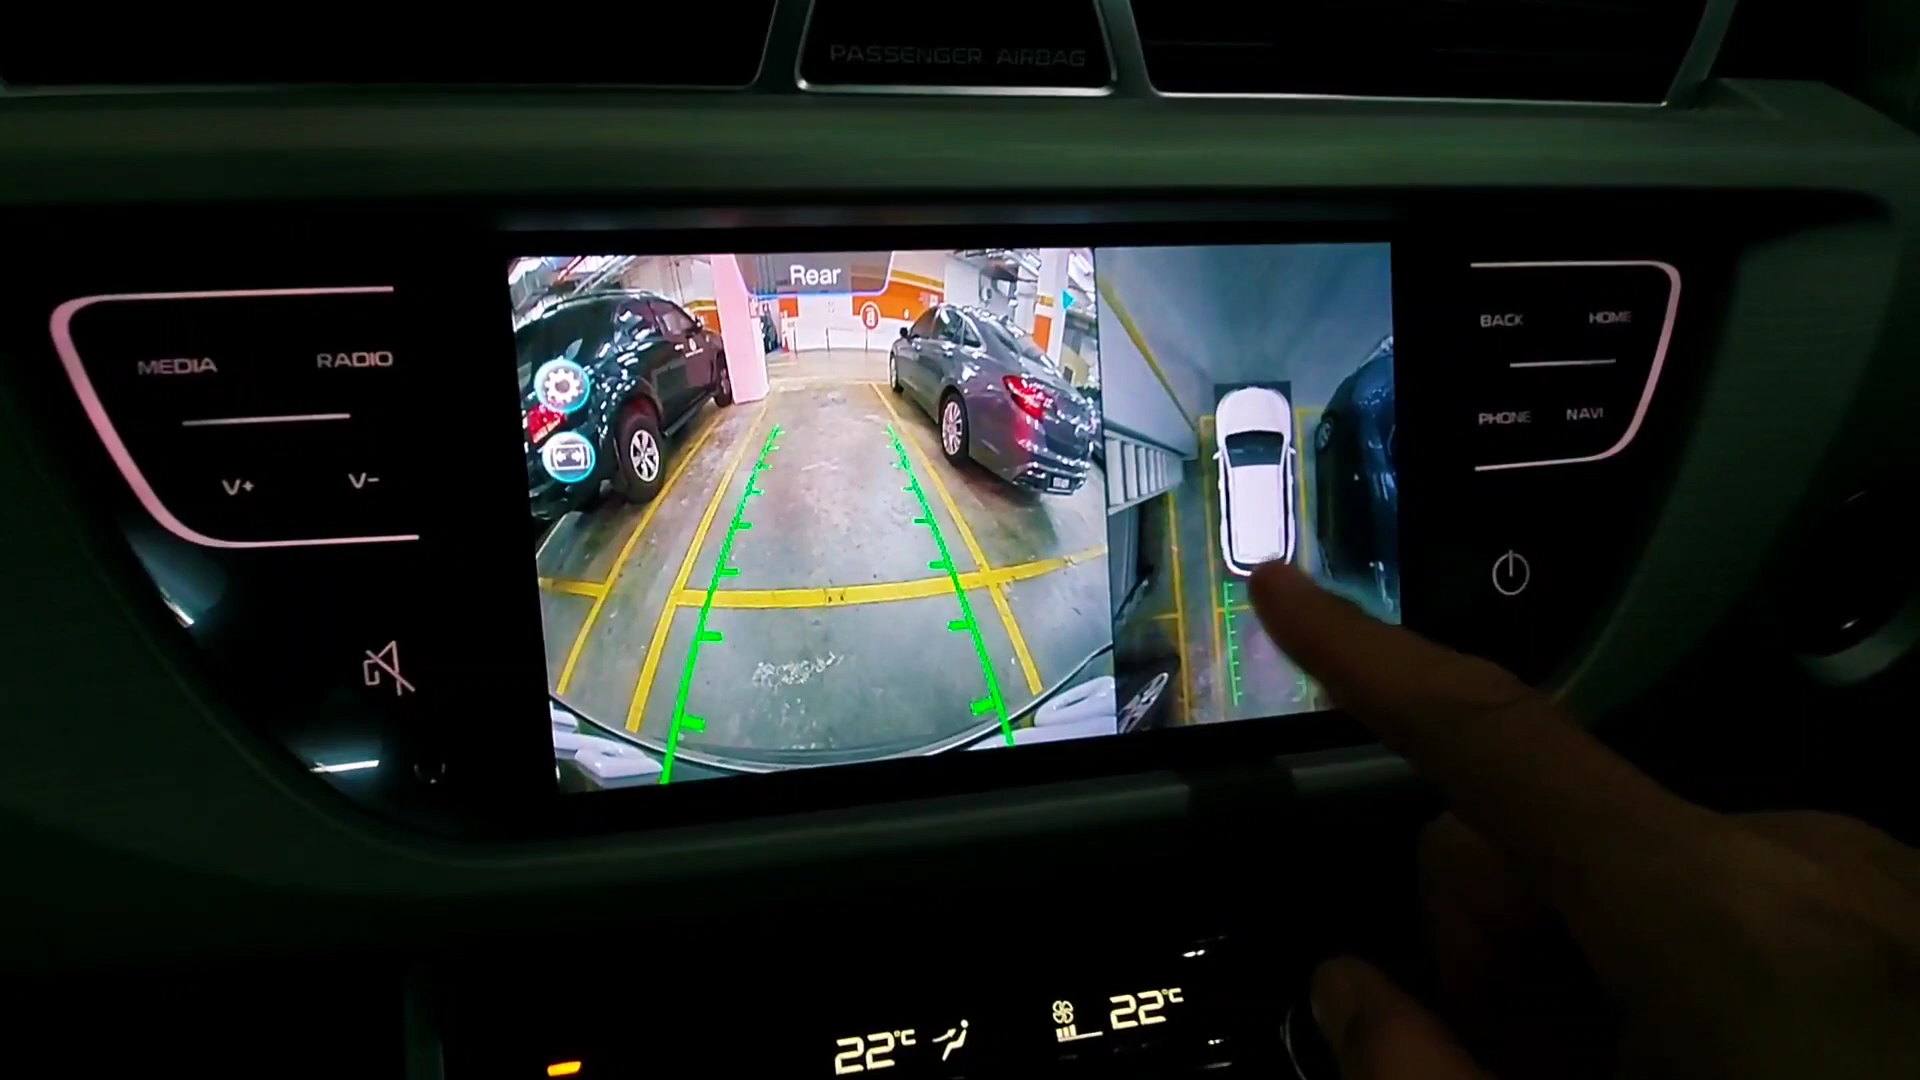 PASSENGER AIRBAG
Rear
MEDIA RADIO
V+ V-
BACK HOME
PHONE NAVI
22°C
22°C